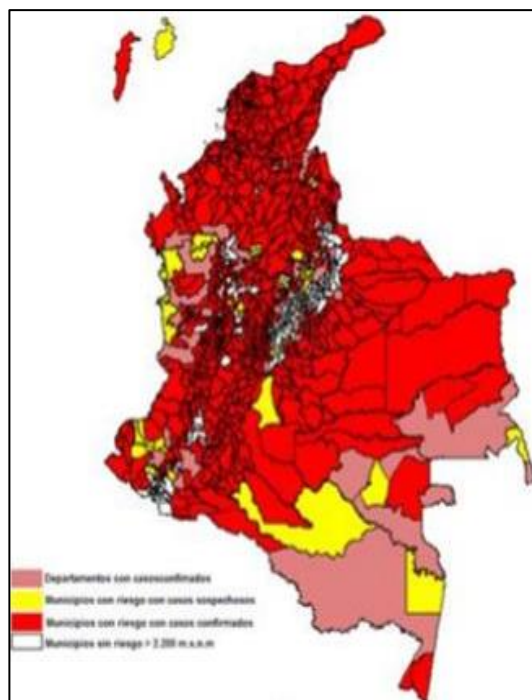 Departamentos con casosconfimados
Municipios con riesgo con casos sospechosos
Municipios con riesgo con casos confirmados
Municipios sin riesgo > 2.200 m.s.n.m